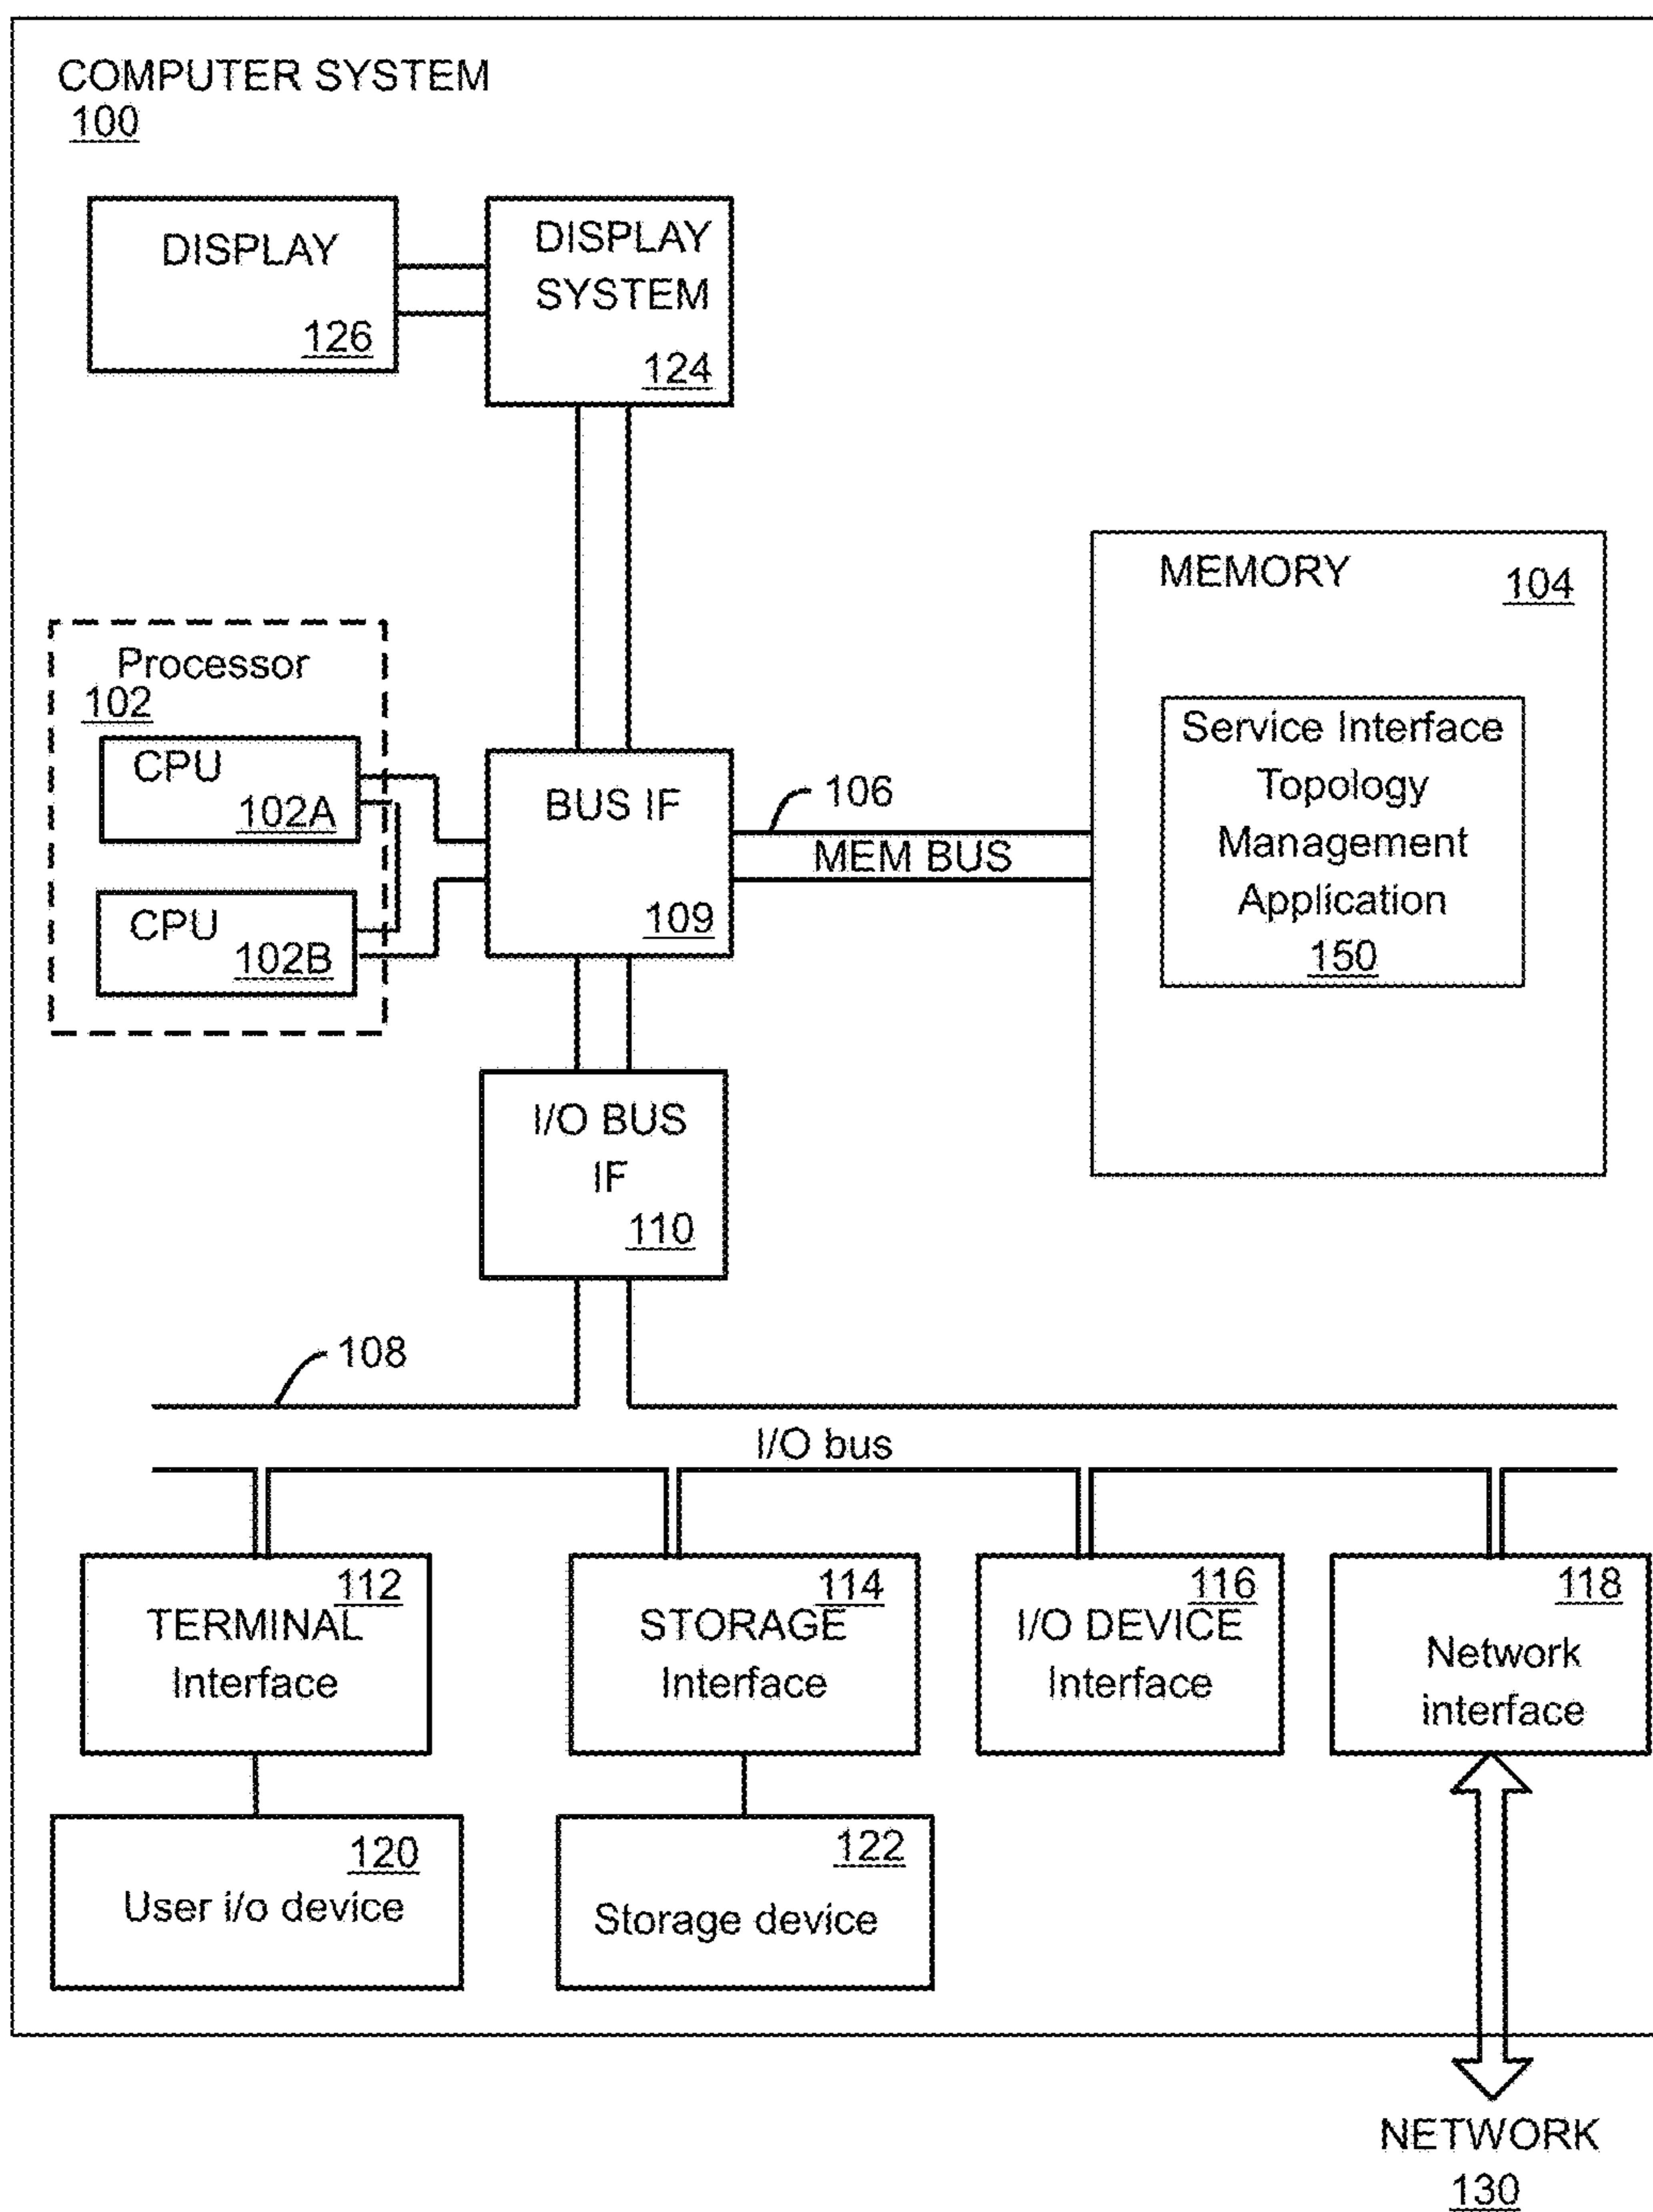 COMPUTER SYSTEM
100
DISPLAY
126
DISPLAY
SYSTEM
124
MEMORY
104
Service Interface
Topology
Management
Application
150
Processor
102
CPU
102A
CPU
102B
BUS IF
109
106
MEM BUS
I/O BUS
IF
110
108
I/O bus
112
TERMINAL
Interface
114
STORAGE
Interface
116
I/O DEVICE
Interface
118
Network
interface
120
User i/o device
122
Storage device
NETWORK
130